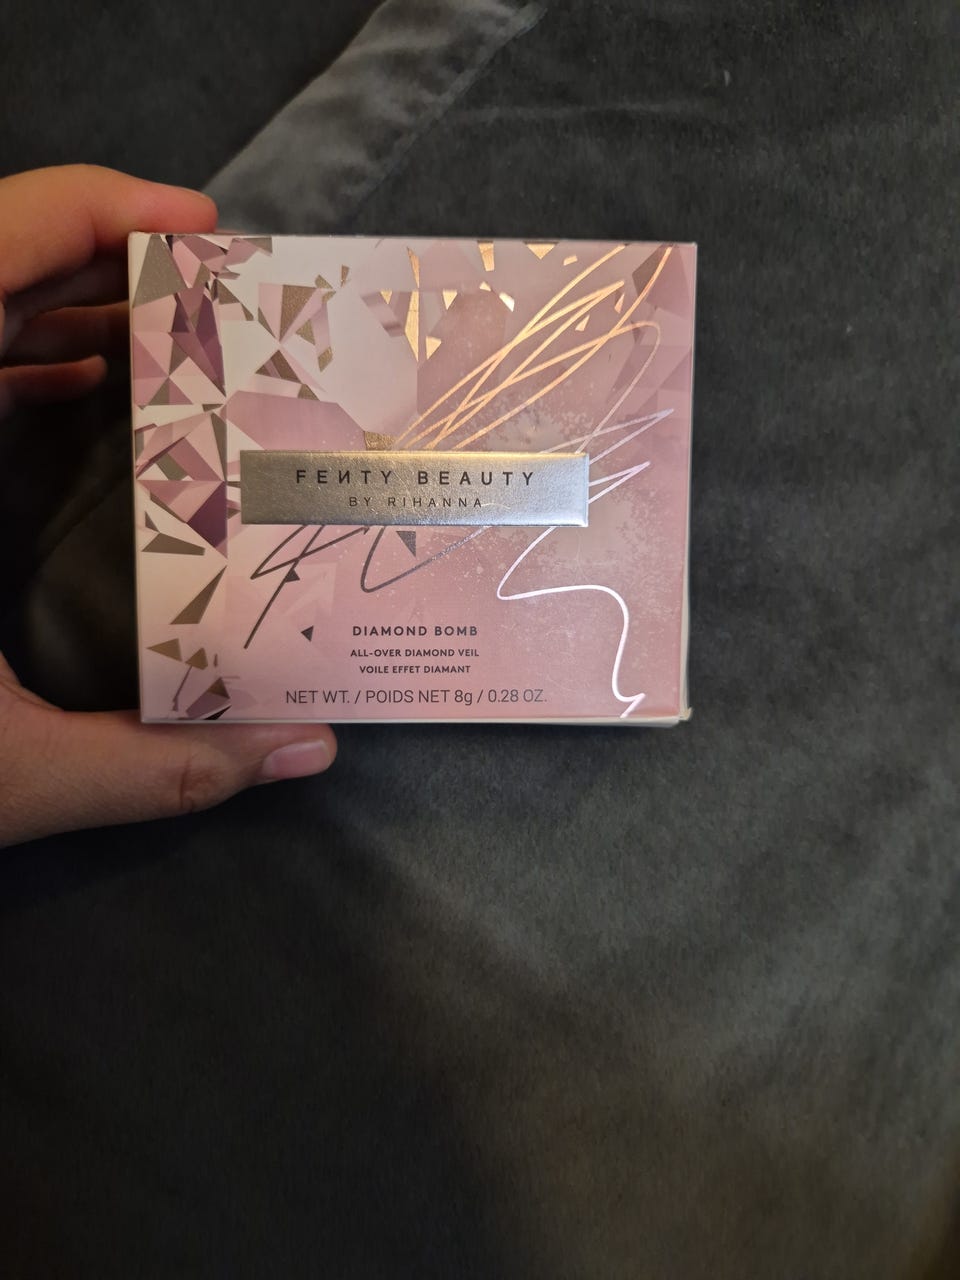 FEИTY BEAUTY
BY RIHANNA
DIAMOND BOMB
ALL-OVER DIAMOND VEIL
VOILE EFFET DIAMANT
NET WT. / POIDS NET 8g / 0.28 OZ.